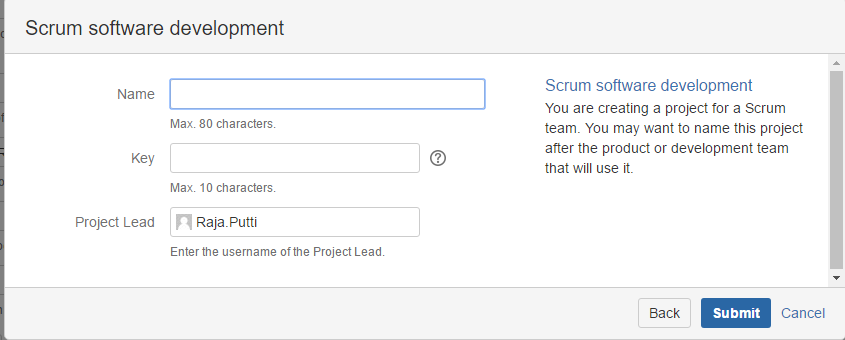 Scrum software development
Name
Max. 80 characters.
Key
Max. 10 characters.
Project Lead
Raja.Putti
Enter the username of the Project Lead.
Scrum software development
You are creating a project for a Scrum
team. You may want to name this project
after the product or development team
that will use it.
Back
Submit
Cancel